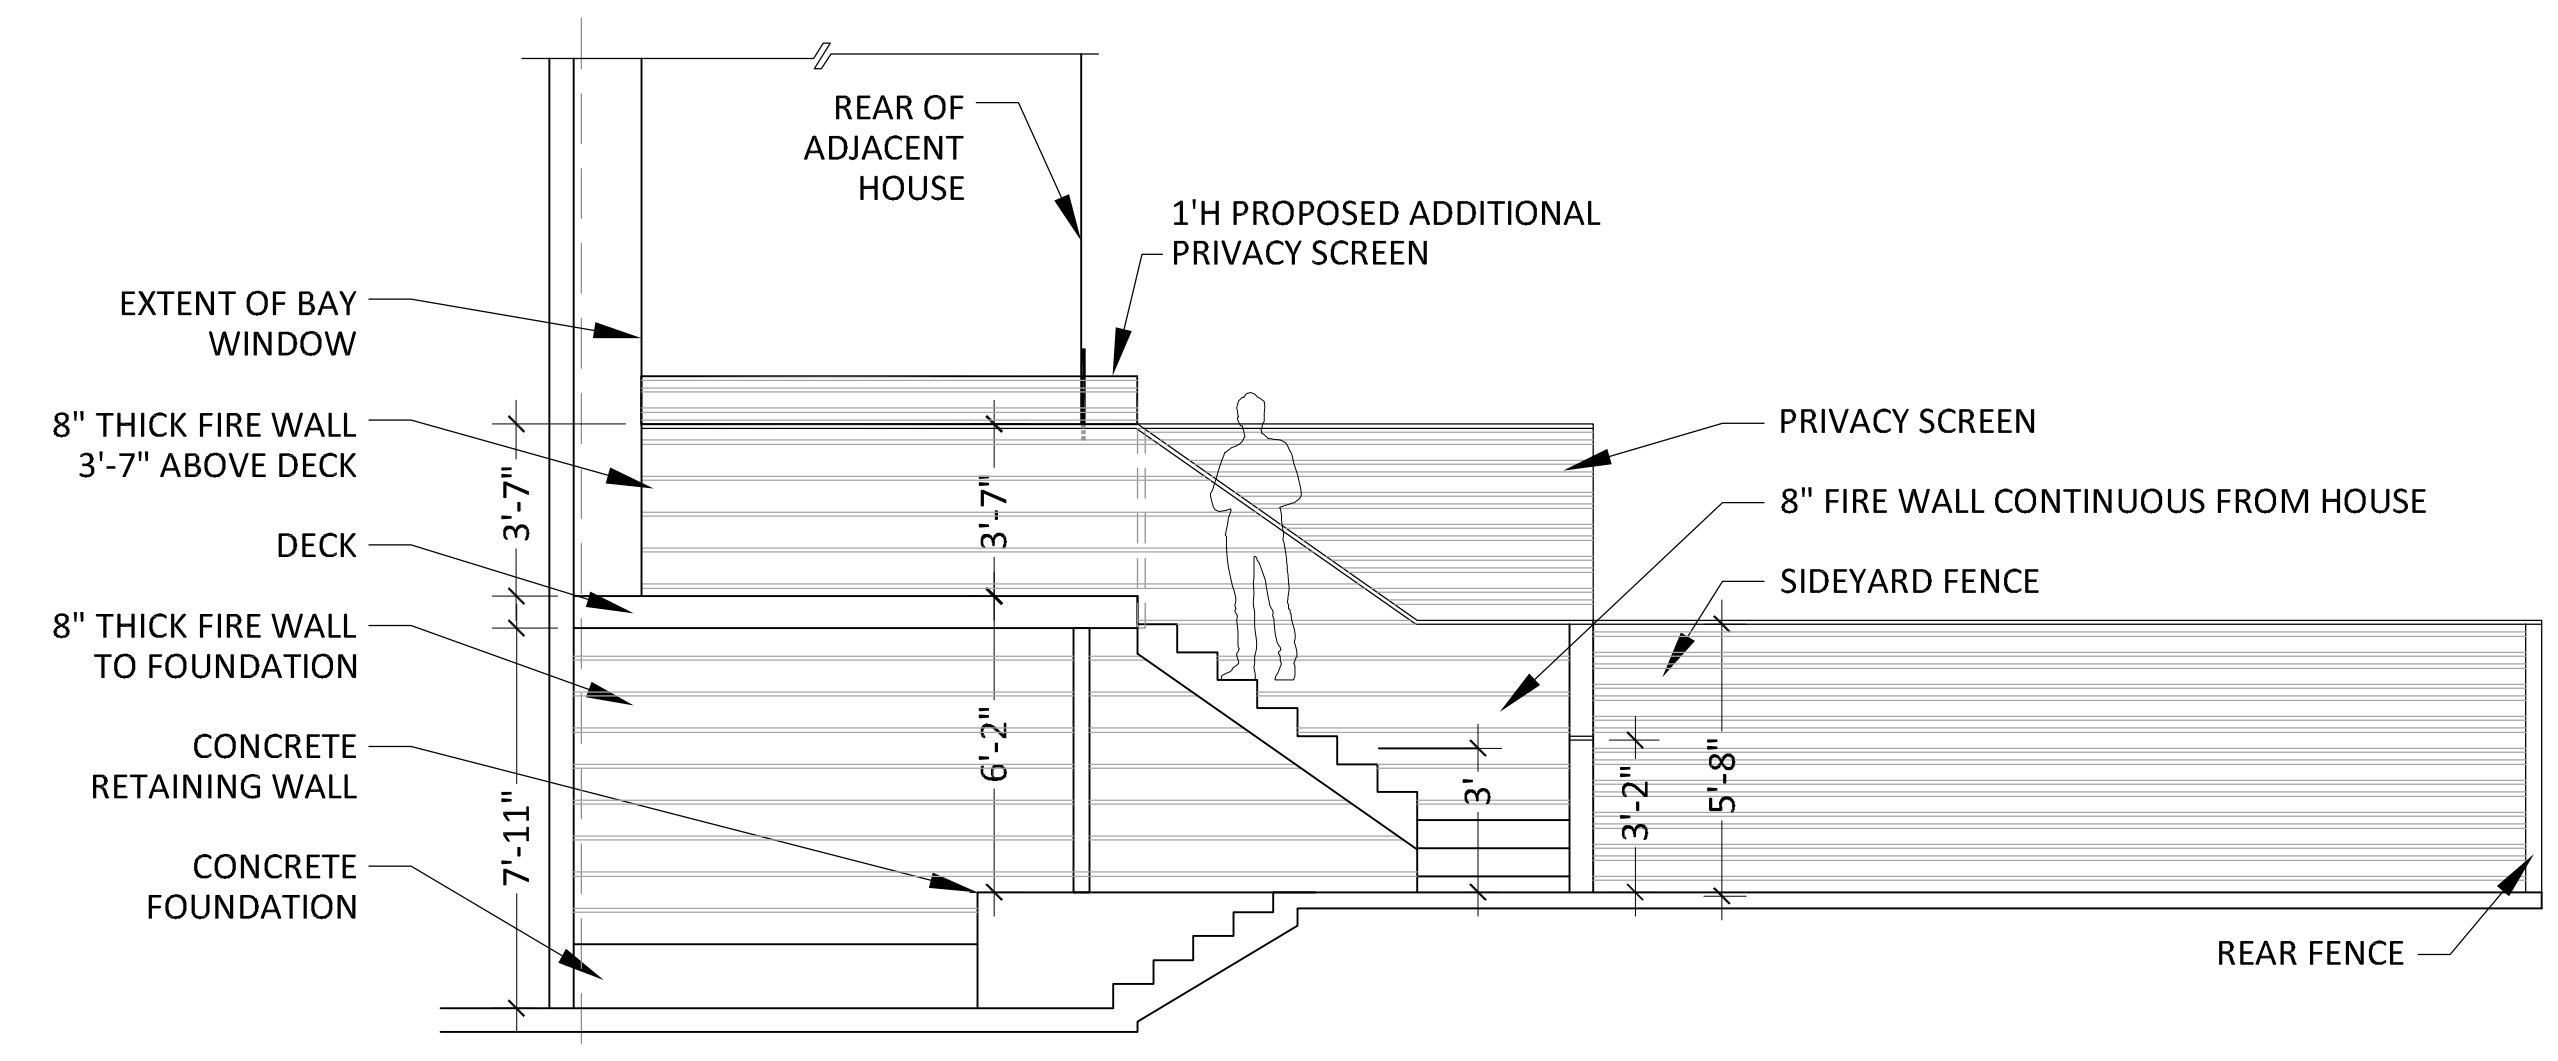 REAR OF
ADJACENT
HOUSE
1'H PROPOSED ADDITIONAL
PRIVACY SCREEN
EXTENT OF BAY
WINDOW
8" THICK FIRE WALL
3'-7" ABOVE DECK
DECK
8" THICK FIRE WALL
TO FOUNDATION
CONCRETE
RETAINING WALL
CONCRETE
FOUNDATION
3'-7"
7'-11"
3'-7"
6'-2"
3'
3'-2"
5'-8"
PRIVACY SCREEN
8" FIRE WALL CONTINUOUS FROM HOUSE
SIDEYARD FENCE
REAR FENCE